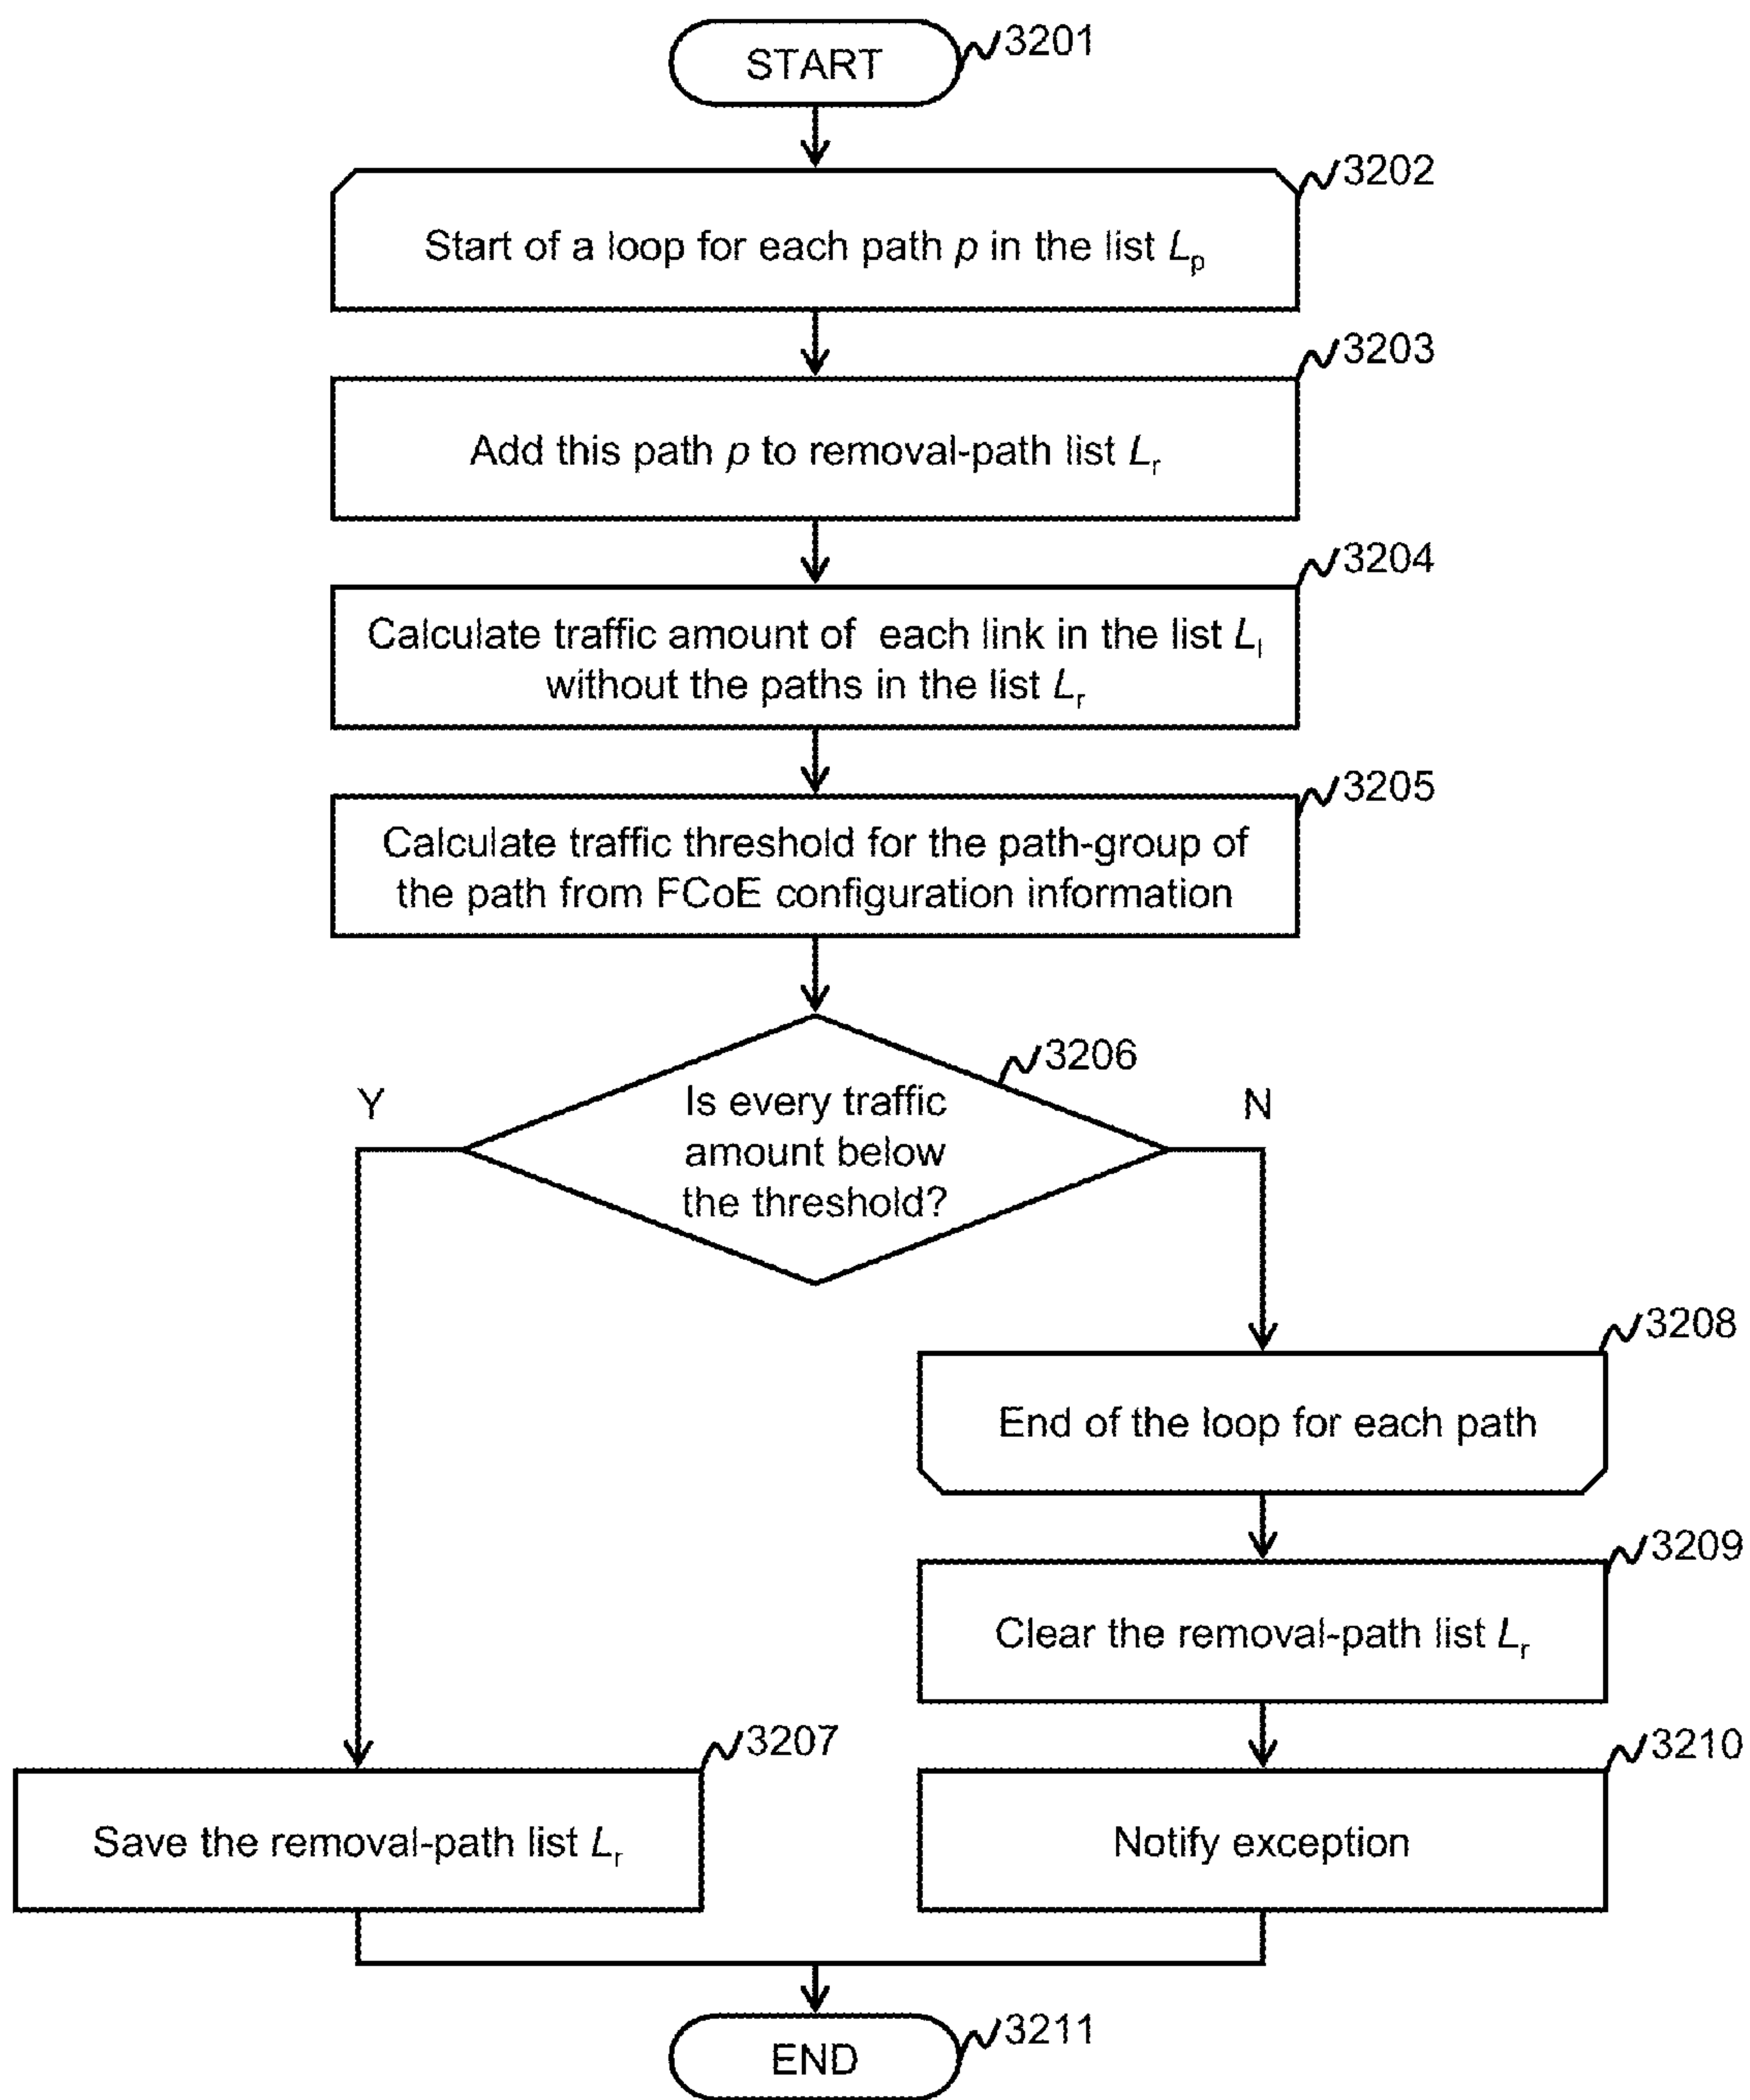 START
3201
3202
Start of a loop for each path p in the list Lp
3203
Add this path p to removal-path list Lr
3204
Calculate traffic amount of each link in the list Ll
without the paths in the list Lr
3205
Calculate traffic threshold for the path-group of
the path from FCoE configuration information
3206
Y
N
Is every traffic
amount below
the threshold?
3208
End of the loop for each path
3209
Clear the removal-path list Lr
3207
3210
Save the removal-path list Lr
Notify exception
3211
END